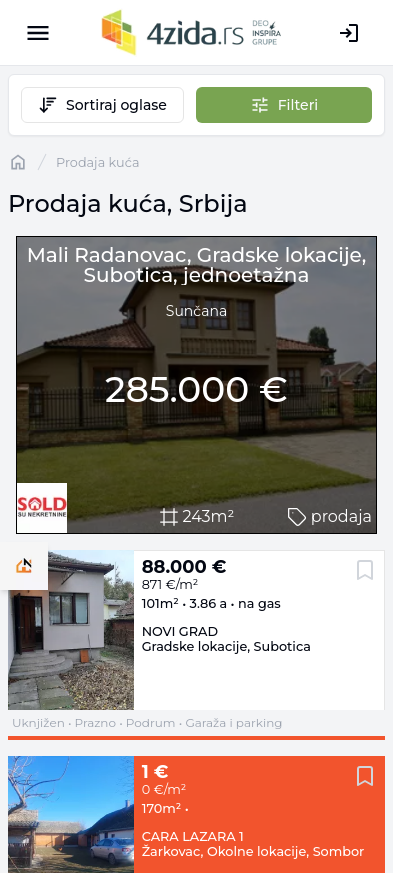 4zida.rs
DEO
INSPIRA
GRUPE
Sortiraj oglase
Filteri
Prodaja kuća
Prodaja kuća, Srbija
Mali Radanovac, Gradske lokacije,
Subotica, jednoetažna
Sunčana
285.000 €
SOLD
SU NEKRETNINE
243m²
prodaja
88.000 €
871 €/m²
101m² • 3.86 a • na gas
NOVI GRAD
Gradske lokacije, Subotica
Uknjižen • Prazno • Podrum • Garaža i parking
1 €
0 €/m²
170m² •
CARA LAZARA 1
Žarkovac, Okolne lokacije, Sombor